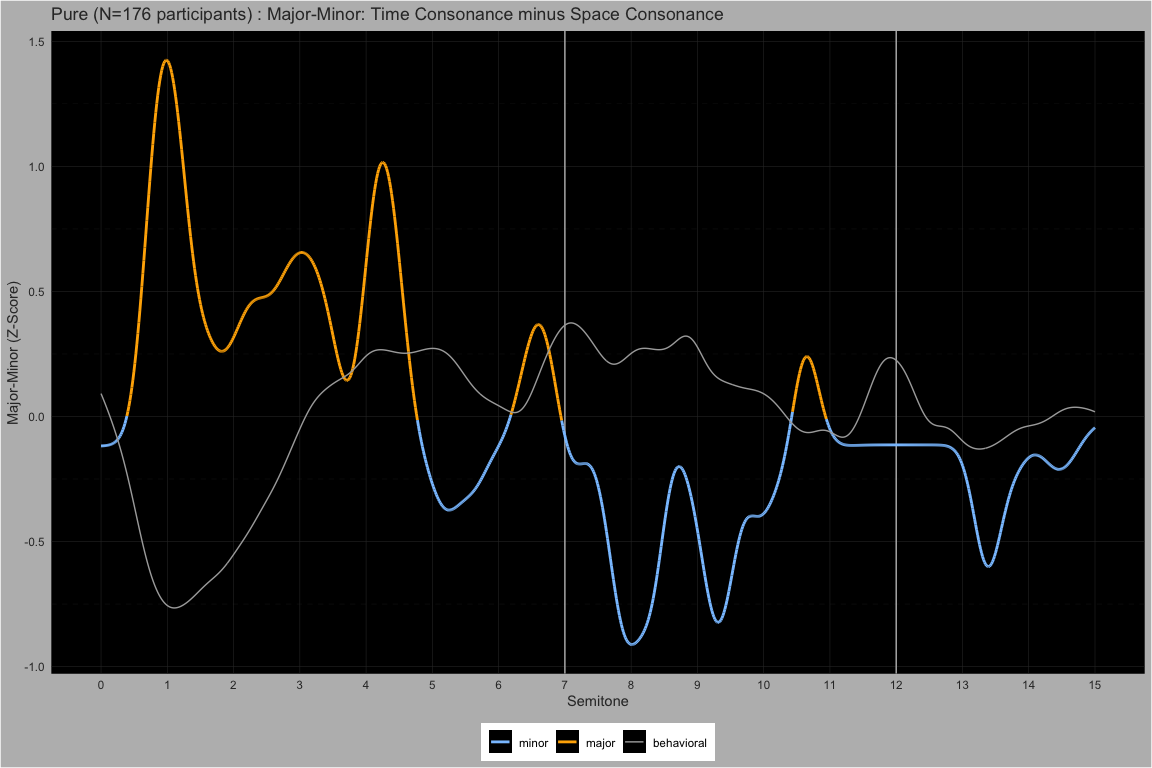 Pure (N=176 participants) : Major-Minor: Time Consonance minus Space Consonance
Major-Minor (Z-Score)
1.5
1.0
0.5
0.0
-0.5
-1.0
0 1 2 3 4 5 6 7 8 9 10 11 12 13 14 15
Semitone
minor major behavioral